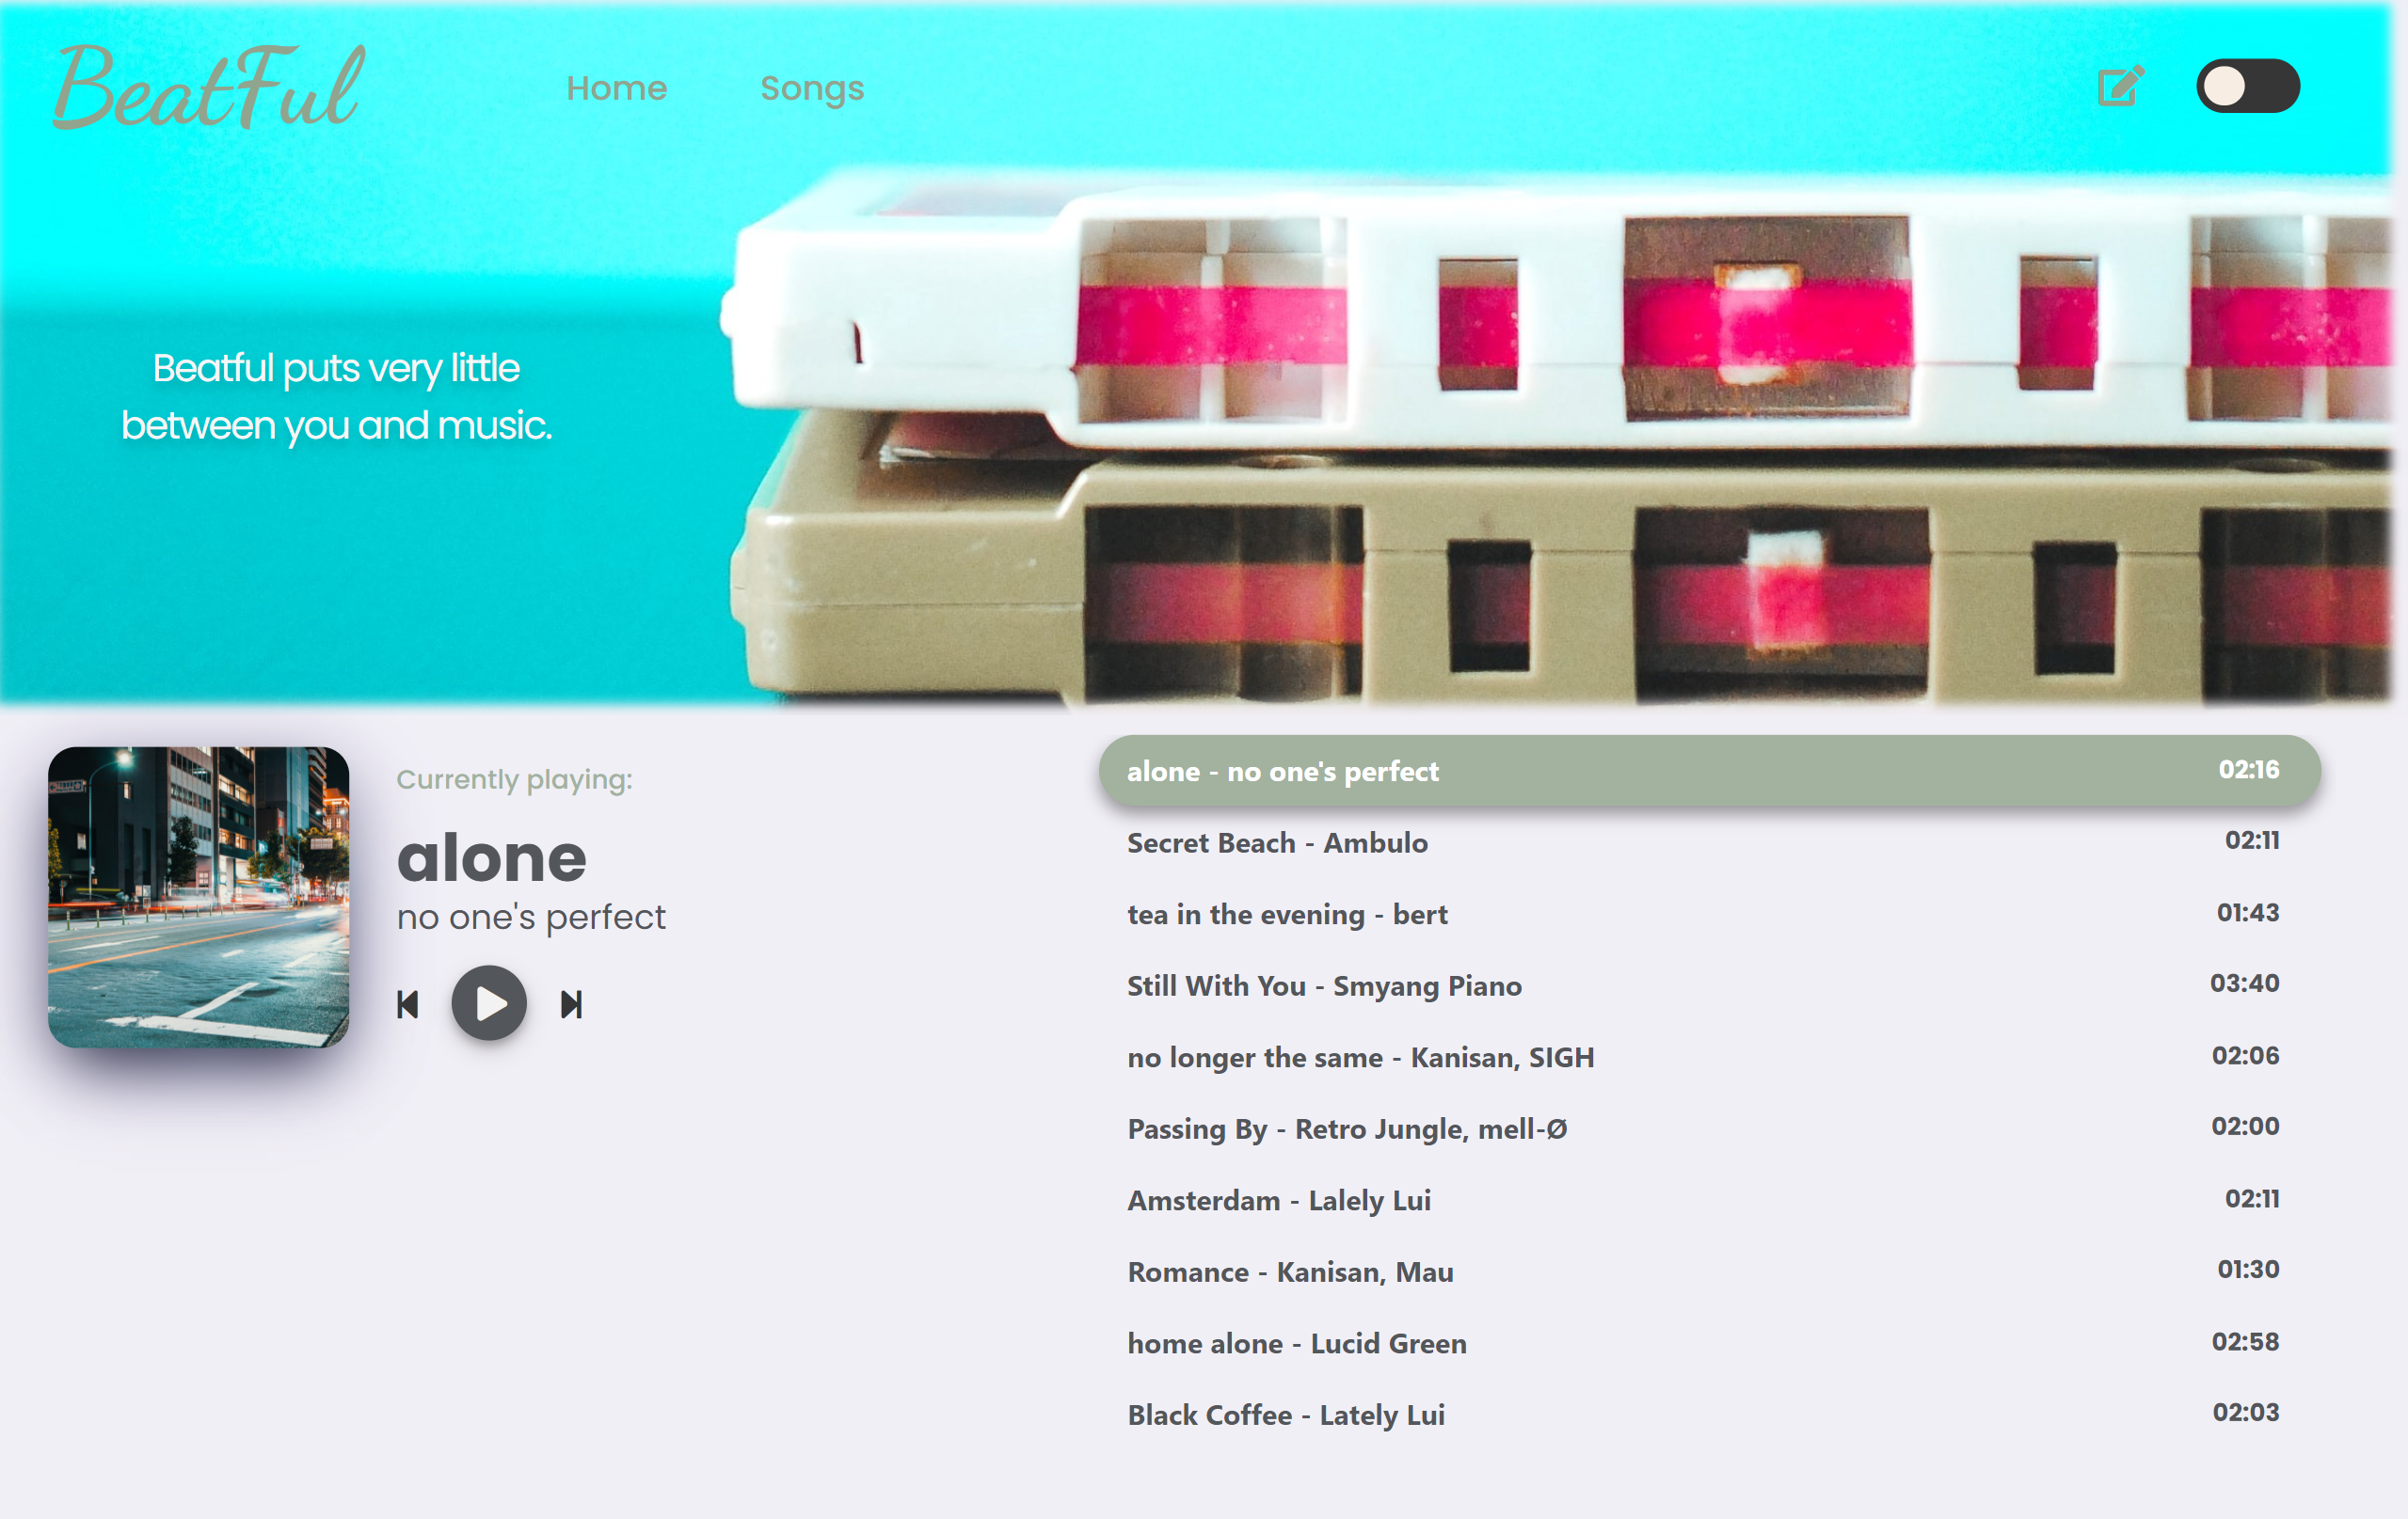 BeatFul
Home
Songs
Beatful puts very little
between you and music.
Currently playing:
alone
no one's perfect
alone - no one's perfect 02:16
Secret Beach - Ambulo 02:11
tea in the evening - bert 01:43
Still With You - Smyang Piano 03:40
no longer the same - Kanisan, SIGH 02:06
Passing By - Retro Jungle, mell-Ø 02:00
Amsterdam - Lalely Lui 02:11
Romance - Kanisan, Mau 01:30
home alone - Lucid Green 02:58
Black Coffee - Lately Lui 02:03